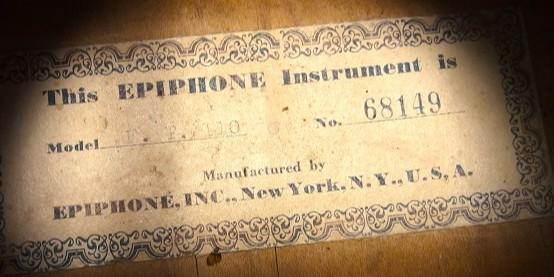 This EPIPHONE Instrument is
Model No. 68149
Manufactured by
EPIPHONE, INC., New York, N. Y., U. S. A.